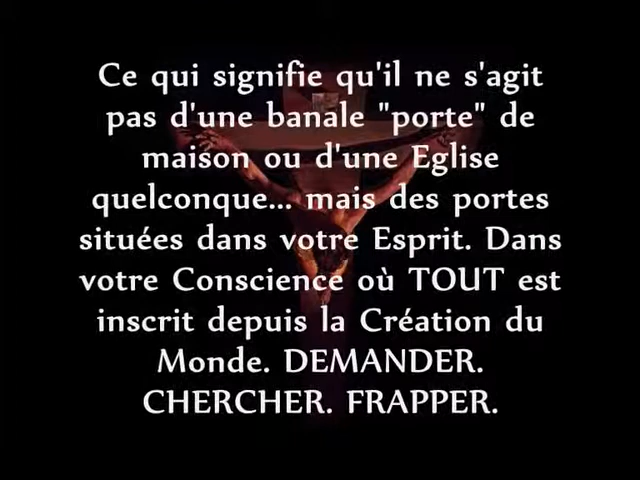 Ce qui signifie qu'il ne s'agit
pas d'une banale "porte" de
maison ou d'une Eglise
quelconque... mais des portes
situées dans votre Esprit. Dans
votre Conscience où TOUT est
inscrit depuis la Création du
Monde. DEMANDER.
CHERCHER. FRAPPER.